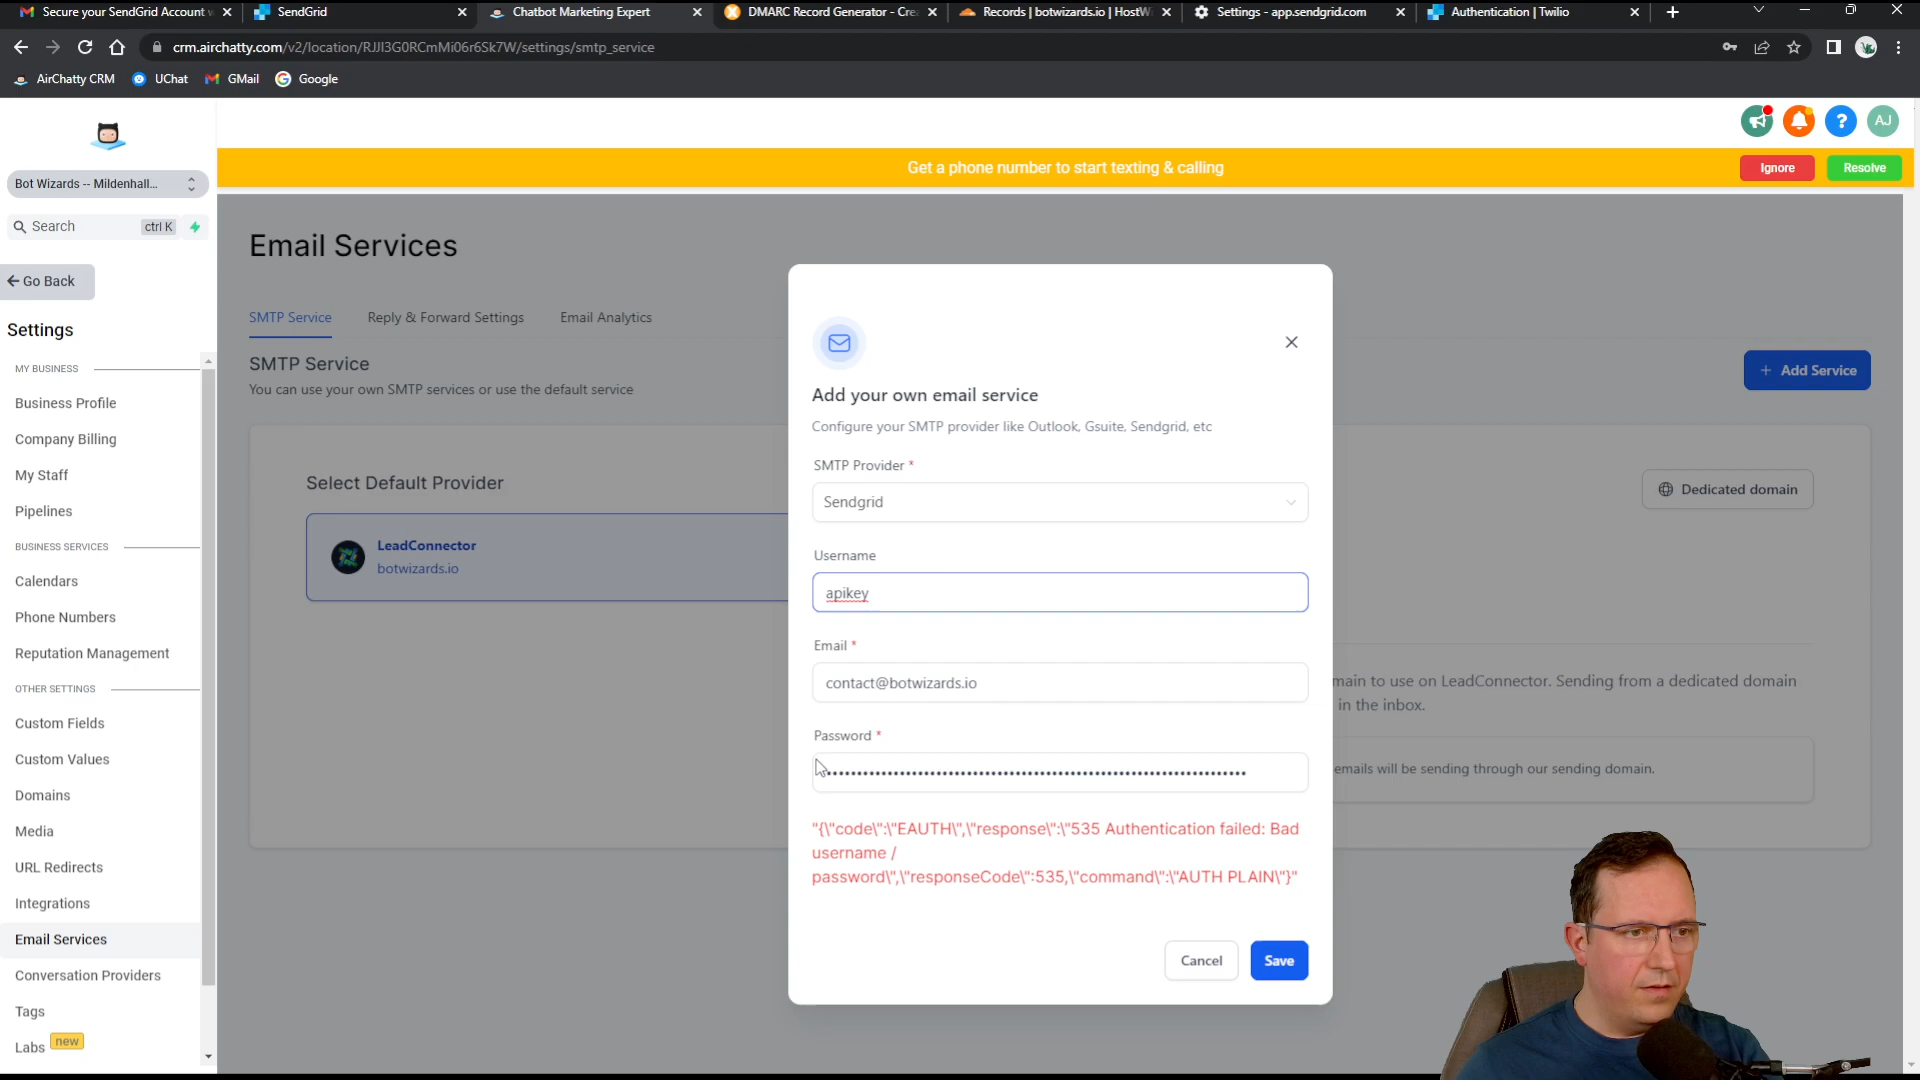 Secure your SendGrid Account w
SendGrid
Chatbot Marketing Expert
DMARC Record Generator - Cre
Records | botwizards.io | HostWi
Settings - app.sendgrid.com
Authentication | Twilio
crm.airchatty.com/v2/location/RJJI3G0RCmMi06r6Sk7W/settings/smtp_service
AirChatty CRM
UChat
GMail
Google
AJ
Get a phone number to start texting & calling
Ignore
Resolve
Bot Wizards -- Mildenhall...
Search
ctrl K
Go Back
Settings
MY BUSINESS
Business Profile
Company Billing
My Staff
Pipelines
BUSINESS SERVICES
Calendars
Phone Numbers
Reputation Management
OTHER SETTINGS
Custom Fields
Custom Values
Domains
Media
URL Redirects
Integrations
Email Services
Conversation Providers
Tags
Labs
new
Email Services
SMTP Service
Reply & Forward Settings
Email Analytics
SMTP Service
You can use your own SMTP services or use the default service
+ Add Service
Select Default Provider
LeadConnector
botwizards.io
Dedicated domain
main to use on LeadConnector. Sending from a dedicated domain
in the inbox.
emails will be sending through our sending domain.
Add your own email service
Configure your SMTP provider like Outlook, Gsuite, Sendgrid, etc
SMTP Provider *
Sendgrid
Username
apikey
Email *
contact@botwizards.io
Password *
"{\"code\":\"EAUTH\",\"response\":\"535 Authentication failed: Bad
username /
password\",\"responseCode\":535,\"command\":\"AUTH PLAIN\"}"
Cancel
Save